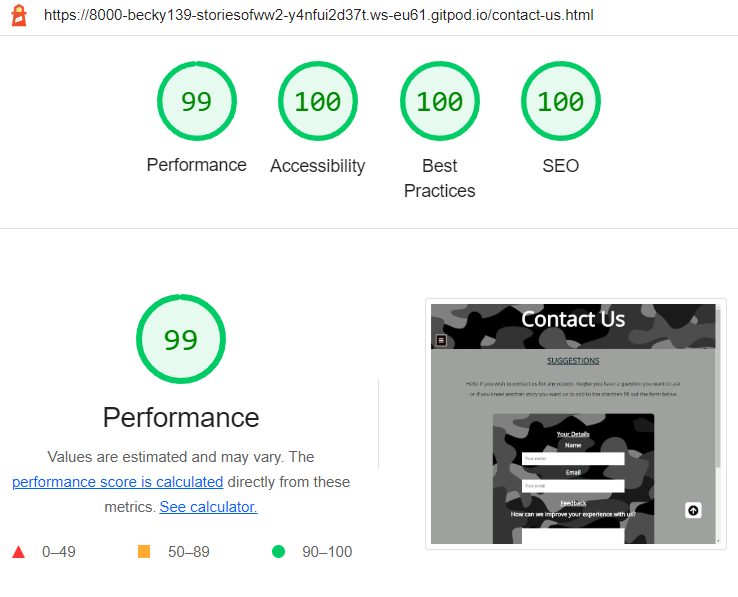 https://8000-becky139-storiesofww2-y4nfui2d37t.ws-eu61.gitpod.io/contact-us.html
99
100
100
100
Performance
Accessibility
Best
Practices
SEO
99
Performance
Values are estimated and may vary. The
performance score is calculated directly from these
metrics. See calculator.
0–49
50–89
90–100
Contact Us
SUGGESTIONS
Hello if you wish to contact us for any reason, maybe you have a question you want to ask
or if you know another story you want us to add to the site then fill out the form below
Your Details
Name
Your name
Email
Your email
Feedback
How can we improve your experience with us?